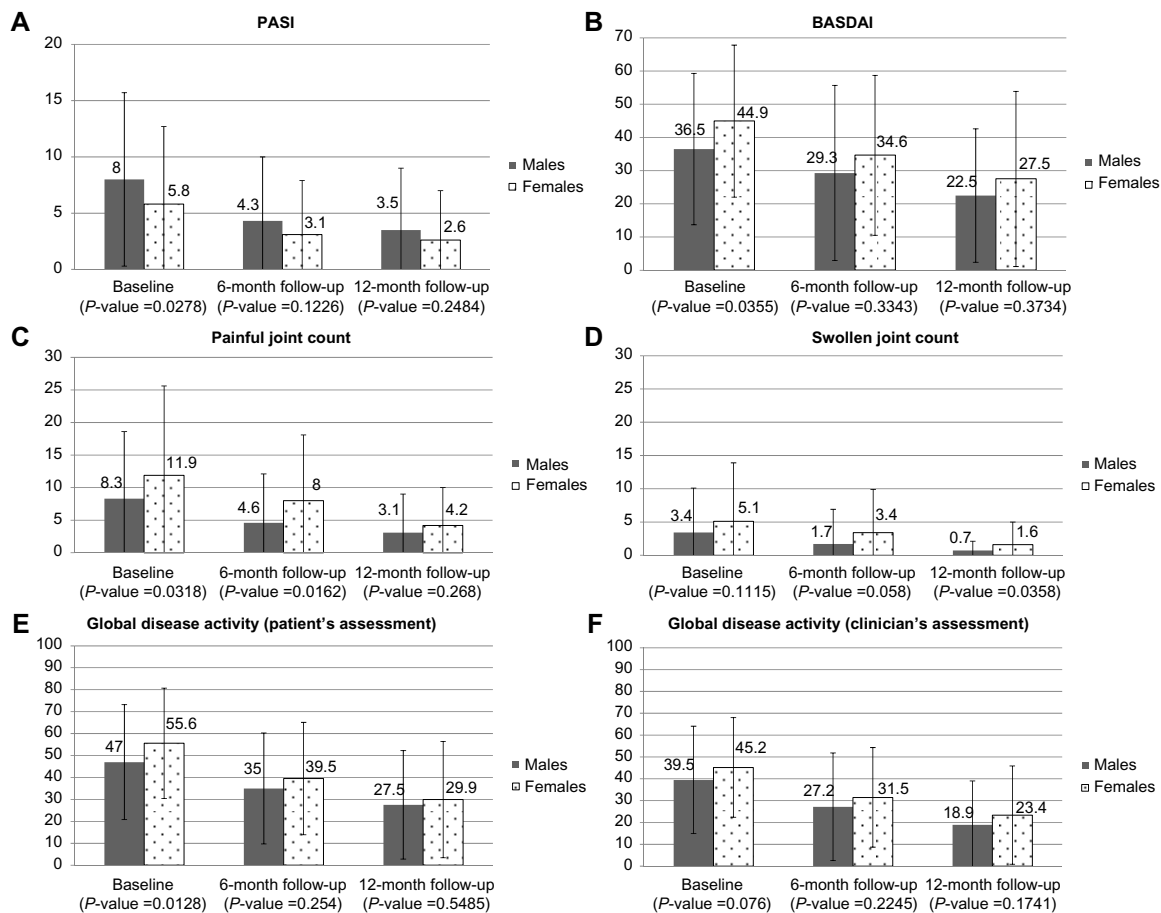 A
PASI
20
15
10
5
0
8
5.8
4.3
3.1
3.5
2.6
Males
Females
Baseline
(P-value =0.0278)
6-month follow-up
(P-value =0.1226)
12-month follow-up
(P-value =0.2484)
B
BASDAI
70
60
50
40
30
20
10
0
36.5
44.9
29.3
34.6
22.5
27.5
Males
Females
Baseline
(P-value =0.0355)
6-month follow-up
(P-value =0.3343)
12-month follow-up
(P-value =0.3734)
C
Painful joint count
30
25
20
15
10
5
0
8.3
11.9
4.6
8
3.1
4.2
Males
Females
Baseline
(P-value =0.0318)
6-month follow-up
(P-value =0.0162)
12-month follow-up
(P-value =0.268)
D
Swollen joint count
30
25
20
15
10
5
0
3.4
5.1
1.7
3.4
0.7
1.6
Males
Females
Baseline
(P-value =0.1115)
6-month follow-up
(P-value =0.058)
12-month follow-up
(P-value =0.0358)
E
Global disease activity (patient’s assessment)
100
90
80
70
60
50
40
30
20
10
0
47
55.6
35
39.5
27.5
29.9
Males
Females
Baseline
(P-value =0.0128)
6-month follow-up
(P-value =0.254)
12-month follow-up
(P-value =0.5485)
F
Global disease activity (clinician’s assessment)
100
90
80
70
60
50
40
30
20
10
0
39.5
45.2
27.2
31.5
18.9
23.4
Males
Females
Baseline
(P-value =0.076)
6-month follow-up
(P-value =0.2245)
12-month follow-up
(P-value =0.1741)